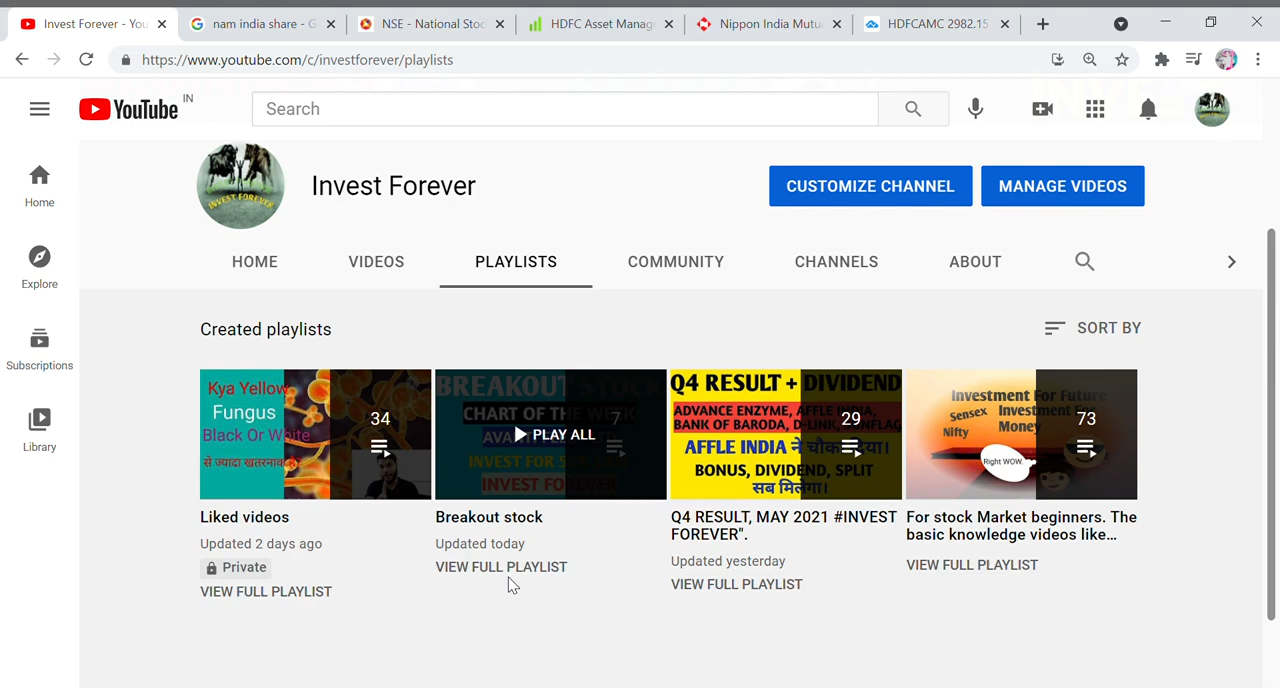 Invest Forever - You
nam india share - G
NSE - National Stoc
HDFC Asset Manag
Nippon India Mutu
HDFCAMC 2982.15
https://www.youtube.com/c/investforever/playlists
YouTube IN
Search
Home
Explore
Subscriptions
Library
INVEST FOREVER
Invest Forever
CUSTOMIZE CHANNEL
MANAGE VIDEOS
HOME
VIDEOS
PLAYLISTS
COMMUNITY
CHANNELS
ABOUT
Created playlists
SORT BY
Kya Yellow
Fungus
Black Or White
से ज्यादा खतरनाक है
34
Liked videos
Updated 2 days ago
Private
VIEW FULL PLAYLIST
BREAKOUT STOCK
CHART OF THE WEEK
7
PLAY ALL
INVEST FOREVER
Breakout stock
Updated today
VIEW FULL PLAYLIST
Q4 RESULT + DIVIDEND
ADVANCE ENZYME, AFFLE INDIA,
BANK OF BARODA, D-LINK,
AFFLE INDIA ने चौका दिया।
BONUS, DIVIDEND, SPLIT
सब मिलेगा।
29
Q4 RESULT, MAY 2021 #INVEST
FOREVER".
Updated yesterday
VIEW FULL PLAYLIST
Investment For Future
Sensex
Investment
Money
Nifty
Right WOW.
73
For stock Market beginners. The
basic knowledge videos like...
VIEW FULL PLAYLIST